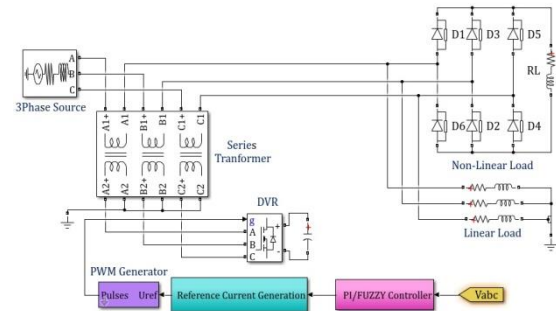 D1
D3
D5
RL
A
B
C
3Phase Source
A1+
A1
B1+
B1
C1+
C1
Series
Tranformer
A2+
A2
B2+
B2
C2+
C2
D6
D2
D4
Non-Linear Load
DVR
g
A
B
C
+
-
Linear Load
PWM Generator
Pulses Uref
Reference Current Generation
PI/FUZZY Controller
Vabc